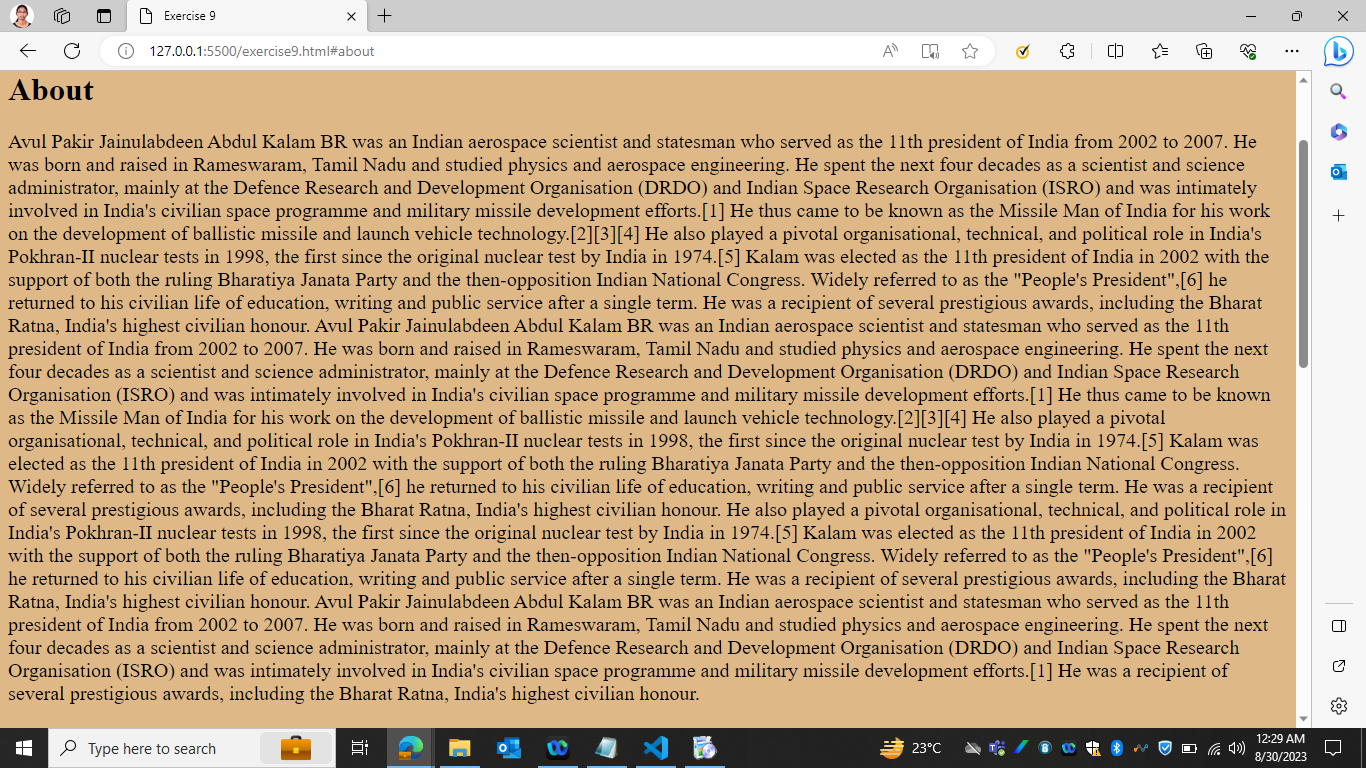 Exercise 9
127.0.0.1:5500/exercise9.html#about
About
Avul Pakir Jainulabdeen Abdul Kalam BR was an Indian aerospace scientist and statesman who served as the 11th president of India from 2002 to 2007. He
was born and raised in Rameswaram, Tamil Nadu and studied physics and aerospace engineering. He spent the next four decades as a scientist and science
administrator, mainly at the Defence Research and Development Organisation (DRDO) and Indian Space Research Organisation (ISRO) and was intimately
involved in India's civilian space programme and military missile development efforts.[1] He thus came to be known as the Missile Man of India for his work
on the development of ballistic missile and launch vehicle technology.[2][3][4] He also played a pivotal organisational, technical, and political role in India's
Pokhran-II nuclear tests in 1998, the first since the original nuclear test by India in 1974.[5] Kalam was elected as the 11th president of India in 2002 with the
support of both the ruling Bharatiya Janata Party and the then-opposition Indian National Congress. Widely referred to as the "People's President",[6] he
returned to his civilian life of education, writing and public service after a single term. He was a recipient of several prestigious awards, including the Bharat
Ratna, India's highest civilian honour. Avul Pakir Jainulabdeen Abdul Kalam BR was an Indian aerospace scientist and statesman who served as the 11th
president of India from 2002 to 2007. He was born and raised in Rameswaram, Tamil Nadu and studied physics and aerospace engineering. He spent the next
four decades as a scientist and science administrator, mainly at the Defence Research and Development Organisation (DRDO) and Indian Space Research
Organisation (ISRO) and was intimately involved in India's civilian space programme and military missile development efforts.[1] He thus came to be known
as the Missile Man of India for his work on the development of ballistic missile and launch vehicle technology.[2][3][4] He also played a pivotal
organisational, technical, and political role in India's Pokhran-II nuclear tests in 1998, the first since the original nuclear test by India in 1974.[5] Kalam was
elected as the 11th president of India in 2002 with the support of both the ruling Bharatiya Janata Party and the then-opposition Indian National Congress.
Widely referred to as the "People's President",[6] he returned to his civilian life of education, writing and public service after a single term. He was a recipient
of several prestigious awards, including the Bharat Ratna, India's highest civilian honour. He also played a pivotal organisational, technical, and political role in
India's Pokhran-II nuclear tests in 1998, the first since the original nuclear test by India in 1974.[5] Kalam was elected as the 11th president of India in 2002
with the support of both the ruling Bharatiya Janata Party and the then-opposition Indian National Congress. Widely referred to as the "People's President",[6]
he returned to his civilian life of education, writing and public service after a single term. He was a recipient of several prestigious awards, including the Bharat
Ratna, India's highest civilian honour. Avul Pakir Jainulabdeen Abdul Kalam BR was an Indian aerospace scientist and statesman who served as the 11th
president of India from 2002 to 2007. He was born and raised in Rameswaram, Tamil Nadu and studied physics and aerospace engineering. He spent the next
four decades as a scientist and science administrator, mainly at the Defence Research and Development Organisation (DRDO) and Indian Space Research
Organisation (ISRO) and was intimately involved in India's civilian space programme and military missile development efforts.[1] He was a recipient of
several prestigious awards, including the Bharat Ratna, India's highest civilian honour.
Type here to search
23°C
12:29 AM
8/30/2023